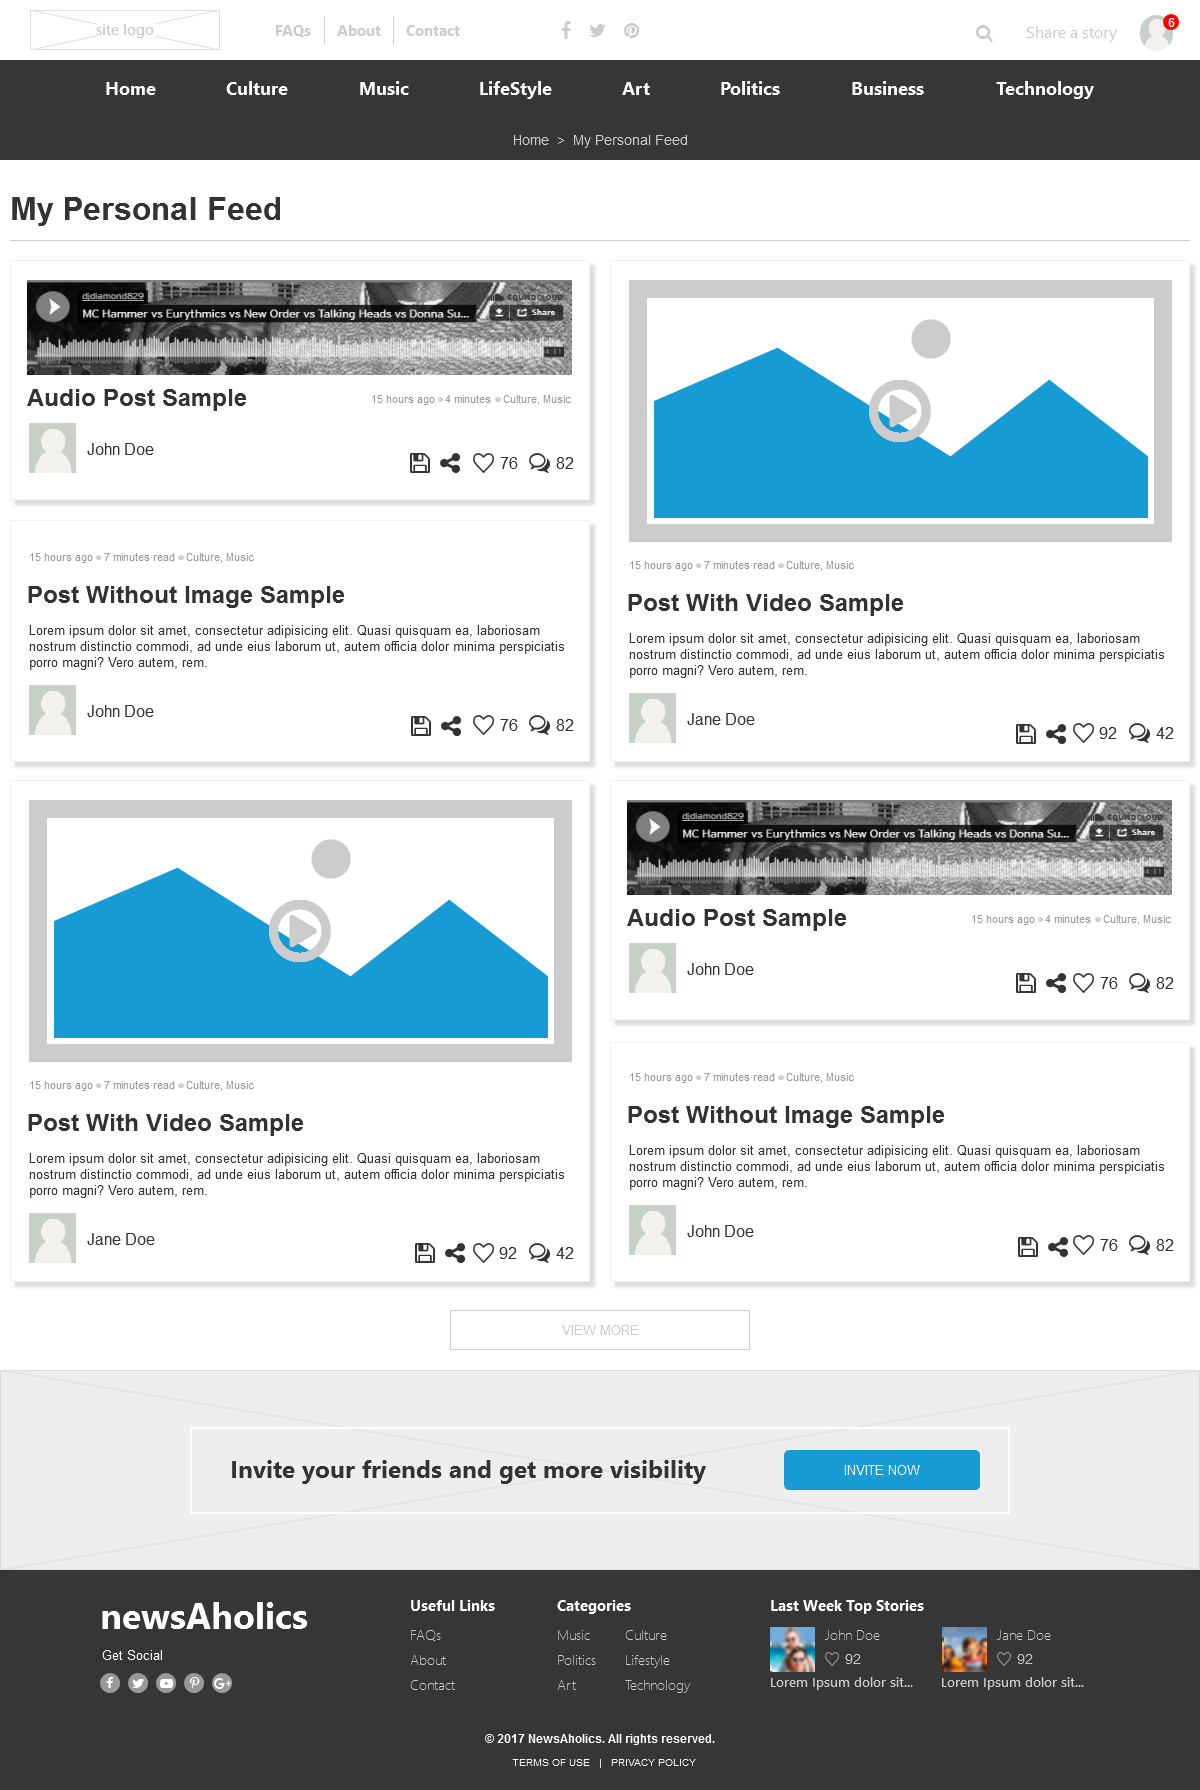 site logo
FAQs
About
Contact
Share a story
6
Home
Culture
Music
LifeStyle
Art
Politics
Business
Technology
Home > My Personal Feed
My Personal Feed
djdiamond829
SOUNDCLOUD
MC Hammer vs Eurythmics vs New Order vs Talking Heads vs Donna Su...
Share
4:31
Audio Post Sample
15 hours ago 4 minutes Culture, Music
John Doe
76
82
15 hours ago 7 minutes read Culture, Music
Post Without Image Sample
Lorem ipsum dolor sit amet, consectetur adipisicing elit. Quasi quisquam ea, laboriosam
nostrum distinctio commodi, ad unde eius laborum ut, autem officia dolor minima perspiciatis
porro magni? Vero autem, rem.
John Doe
76
82
15 hours ago 7 minutes read Culture, Music
Post With Video Sample
Lorem ipsum dolor sit amet, consectetur adipisicing elit. Quasi quisquam ea, laboriosam
nostrum distinctio commodi, ad unde eius laborum ut, autem officia dolor minima perspiciatis
porro magni? Vero autem, rem.
Jane Doe
92
42
15 hours ago 7 minutes read Culture, Music
Post With Video Sample
Lorem ipsum dolor sit amet, consectetur adipisicing elit. Quasi quisquam ea, laboriosam
nostrum distinctio commodi, ad unde eius laborum ut, autem officia dolor minima perspiciatis
porro magni? Vero autem, rem.
Jane Doe
92
42
djdiamond829
SOUNDCLOUD
MC Hammer vs Eurythmics vs New Order vs Talking Heads vs Donna Su...
Share
4:31
Audio Post Sample
15 hours ago 4 minutes Culture, Music
John Doe
76
82
15 hours ago 7 minutes read Culture, Music
Post Without Image Sample
Lorem ipsum dolor sit amet, consectetur adipisicing elit. Quasi quisquam ea, laboriosam
nostrum distinctio commodi, ad unde eius laborum ut, autem officia dolor minima perspiciatis
porro magni? Vero autem, rem.
John Doe
76
82
VIEW MORE
Invite your friends and get more visibility
INVITE NOW
newsAholics
Get Social
Useful Links
FAQs
About
Contact
Categories
Music
Culture
Politics
Lifestyle
Art
Technology
Last Week Top Stories
John Doe
92
Lorem Ipsum dolor sit...
Jane Doe
92
Lorem Ipsum dolor sit...
© 2017 NewsAholics. All rights reserved.
TERMS OF USE | PRIVACY POLICY